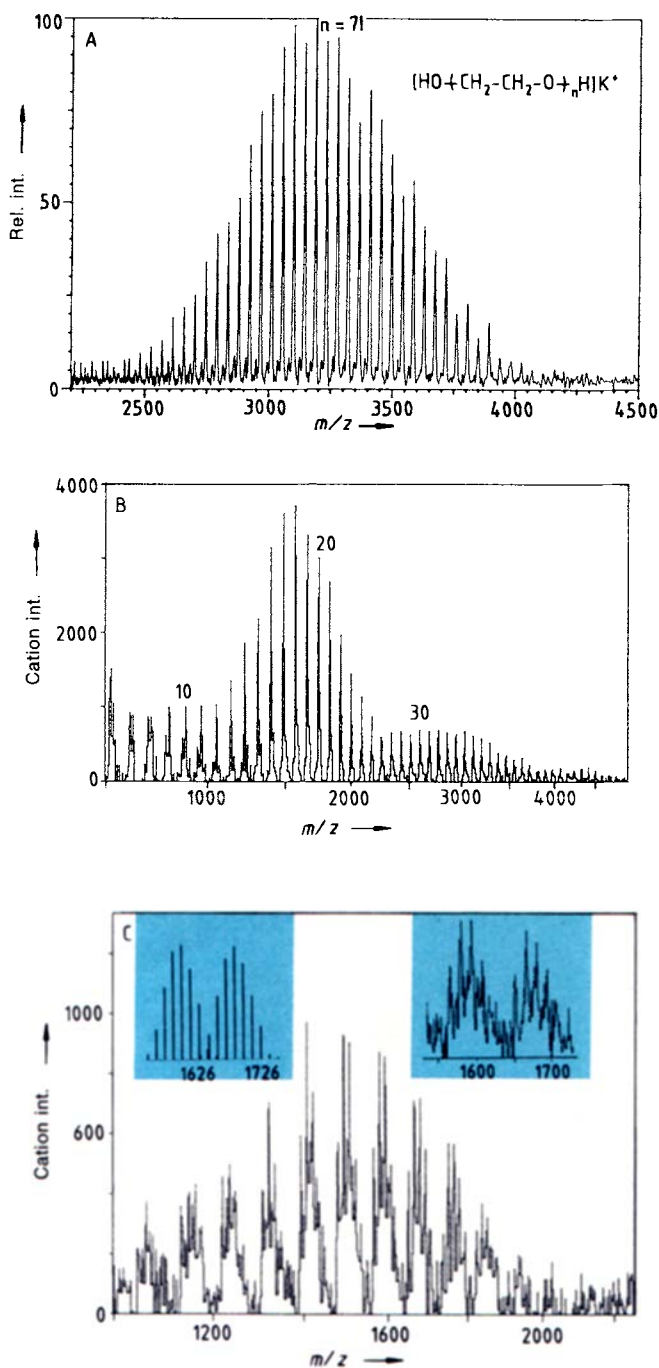 n = 71
100
A
[HO+CH₂-CH₂-O+ₙH]K⁺
Rel. int.
50
0
2500
3000
3500
4000
4500
m/z
4000
B
20
Cation int.
2000
10
30
0
1000
2000
3000
4000
m/z
C
1626
1726
1600
1700
1000
Cation int.
600
0
1200
1600
2000
m/z